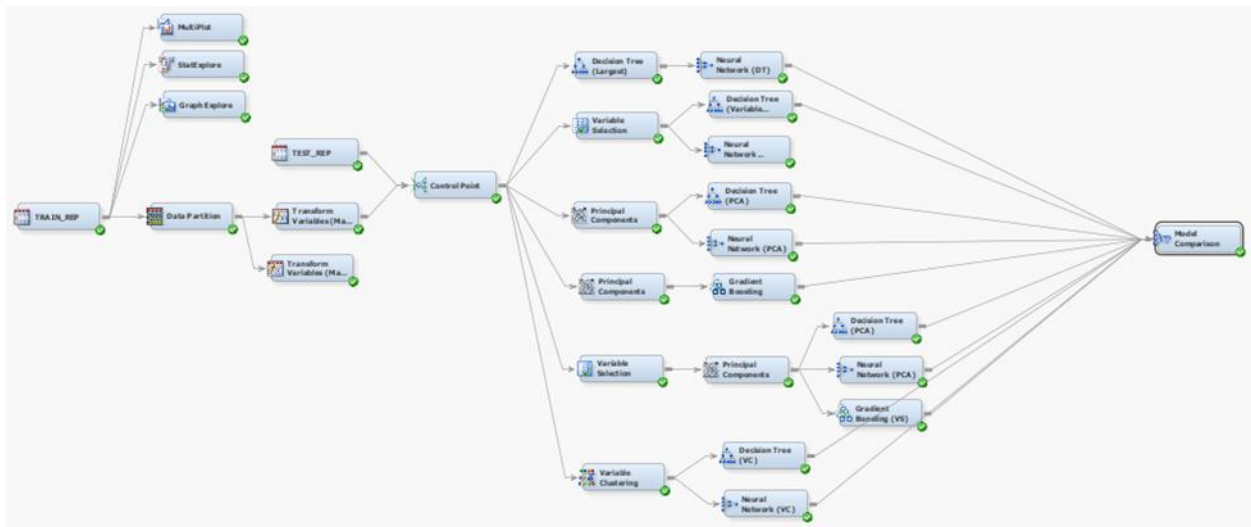 MultiPlot
StatExplore
Graph Explore
TEST_REP
TRAIN_REP
Data Partition
Transform
Variables (Ma...
Transform
Variables (Ma...
Control Point
Decision Tree
(Largest)
Neural
Network (DT)
Variable
Selection
Decision Tree
(Variable...
Neural
Network ...
Principal
Components
Decision Tree
(PCA)
Neural
Network (PCA)
Principal
Components
Gradient
Boosting
Variable
Selection
Principal
Components
Decision Tree
(PCA)
Neural
Network (PCA)
Gradient
Boosting (VS)
Variable
Clustering
Decision Tree
(VC)
Neural
Network (VC)
Model
Comparison